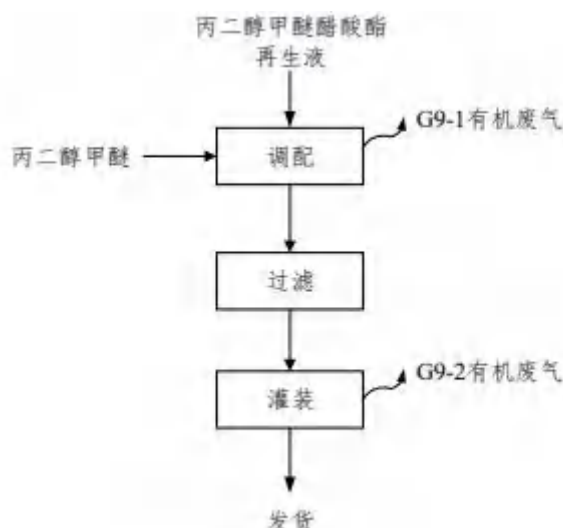 丙二醇甲醚醋酸酯
再生液
G9-1有机废气
丙二醇甲醚
调配
过滤
G9-2有机废气
灌装
发货